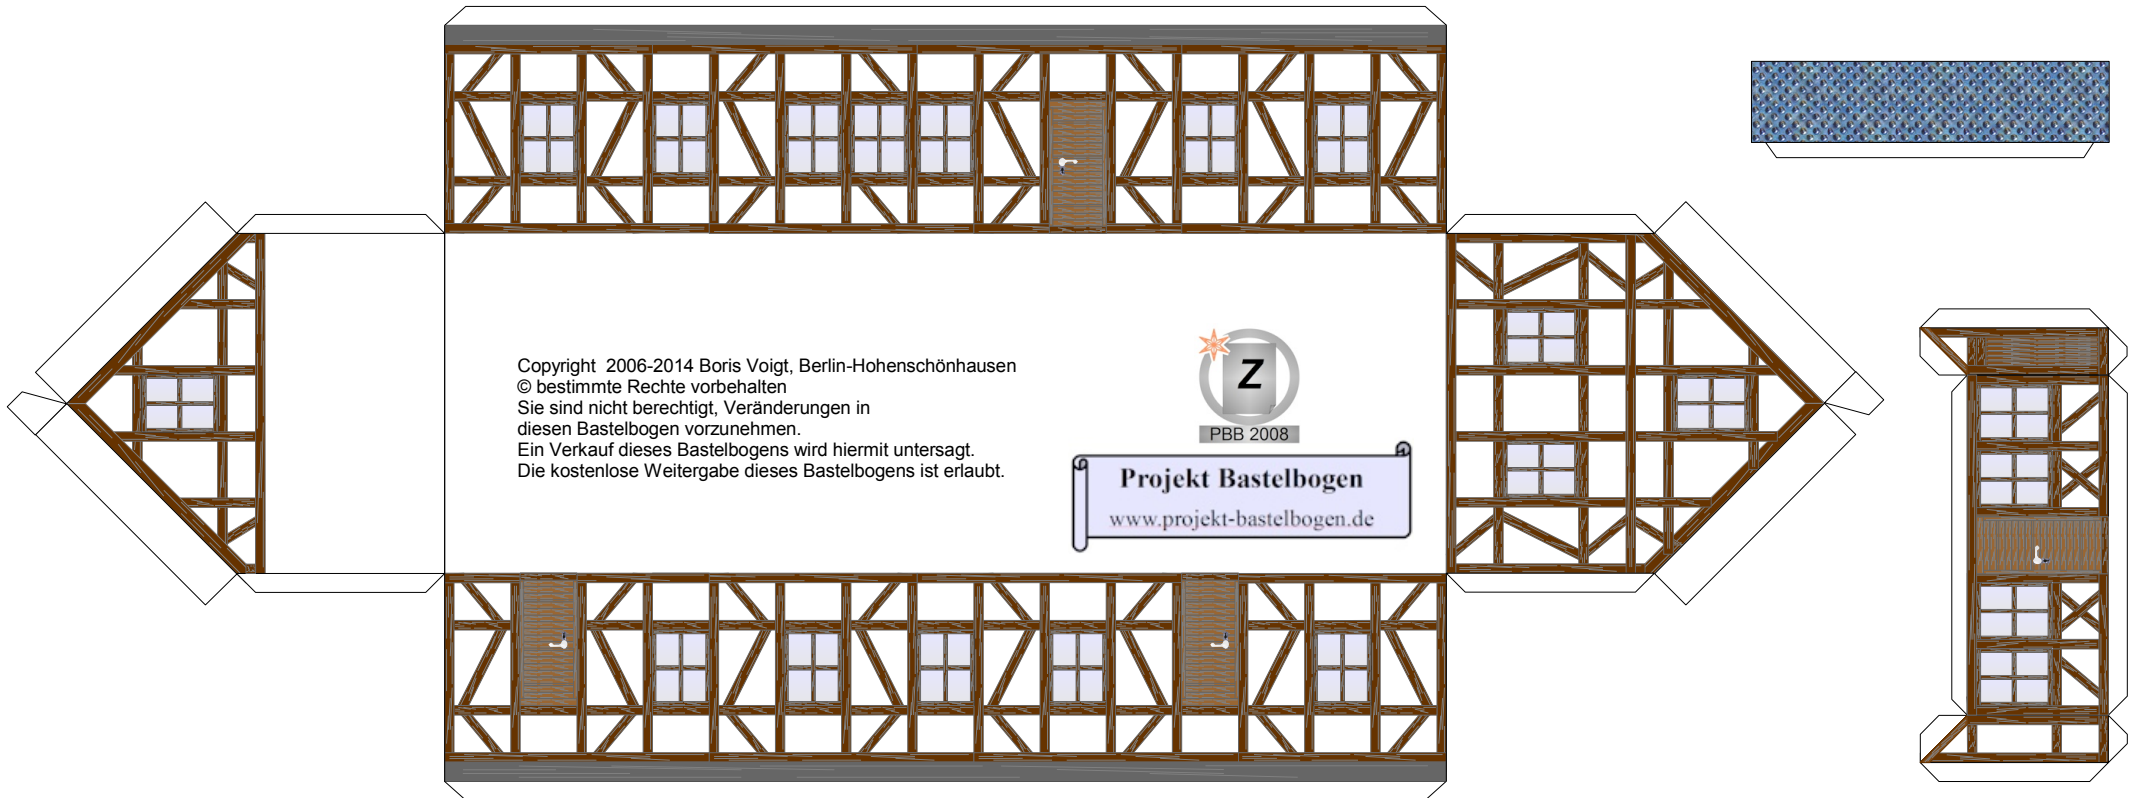 Copyright  2006-2014 Boris Voigt, Berlin-Hohenschönhausen
© bestimmte Rechte vorbehalten
Sie sind nicht berechtigt, Veränderungen in
diesen Bastelbogen vorzunehmen.
Ein Verkauf dieses Bastelbogens wird hiermit untersagt.
Die kostenlose Weitergabe dieses Bastelbogens ist erlaubt.
Z
PBB 2008
Projekt Bastelbogen
www.projekt-bastelbogen.de